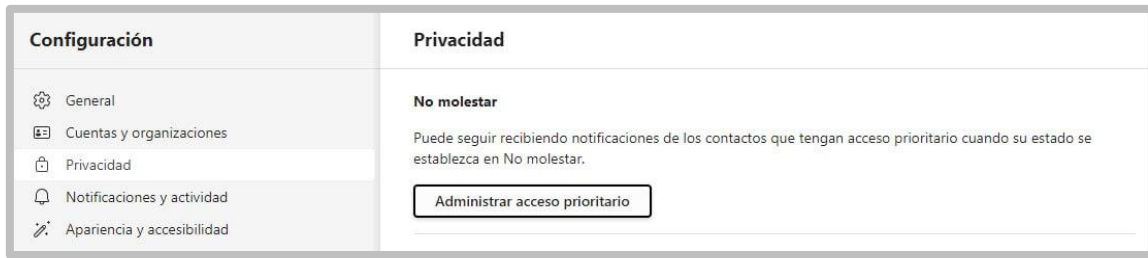 Configuración
General
Cuentas y organizaciones
Privacidad
Notificaciones y actividad
Apariencia y accesibilidad
Privacidad
No molestar
Puede seguir recibiendo notificaciones de los contactos que tengan acceso prioritario cuando su estado se
establezca en No molestar.
Administrar acceso prioritario